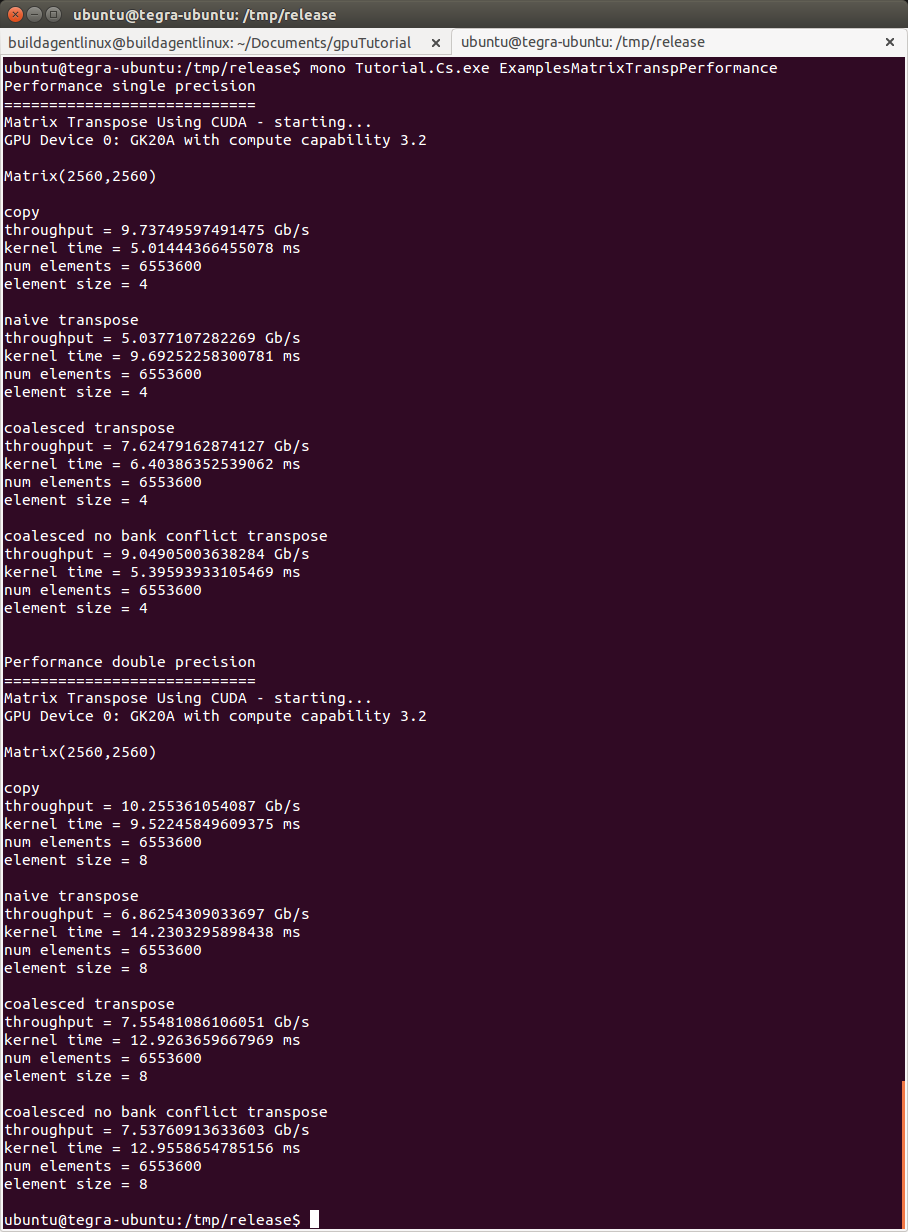 ubuntu@tegra-ubuntu: /tmp/release
buildagentlinux@buildagentlinux: ~/Documents/gpuTutorial
ubuntu@tegra-ubuntu: /tmp/release
ubuntu@tegra-ubuntu:/tmp/release$ mono Tutorial.Cs.exe ExamplesMatrixTranspPerformance
Performance single precision
============================
Matrix Transpose Using CUDA - starting...
GPU Device 0: GK20A with compute capability 3.2
Matrix(2560,2560)
copy
throughput = 9.73749597491475 Gb/s
kernel time = 5.01444366455078 ms
num elements = 6553600
element size = 4
naive transpose
throughput = 5.0377107282269 Gb/s
kernel time = 9.69252258300781 ms
num elements = 6553600
element size = 4
coalesced transpose
throughput = 7.62479162874127 Gb/s
kernel time = 6.40386352539062 ms
num elements = 6553600
element size = 4
coalesced no bank conflict transpose
throughput = 9.04905003638284 Gb/s
kernel time = 5.39593933105469 ms
num elements = 6553600
element size = 4
Performance double precision
============================
Matrix Transpose Using CUDA - starting...
GPU Device 0: GK20A with compute capability 3.2
Matrix(2560,2560)
copy
throughput = 10.255361054087 Gb/s
kernel time = 9.52245849609375 ms
num elements = 6553600
element size = 8
naive transpose
throughput = 6.86254309033697 Gb/s
kernel time = 14.2303295898438 ms
num elements = 6553600
element size = 8
coalesced transpose
throughput = 7.55481086106051 Gb/s
kernel time = 12.9263659667969 ms
num elements = 6553600
element size = 8
coalesced no bank conflict transpose
throughput = 7.53760913633603 Gb/s
kernel time = 12.9558654785156 ms
num elements = 6553600
element size = 8
ubuntu@tegra-ubuntu:/tmp/release$